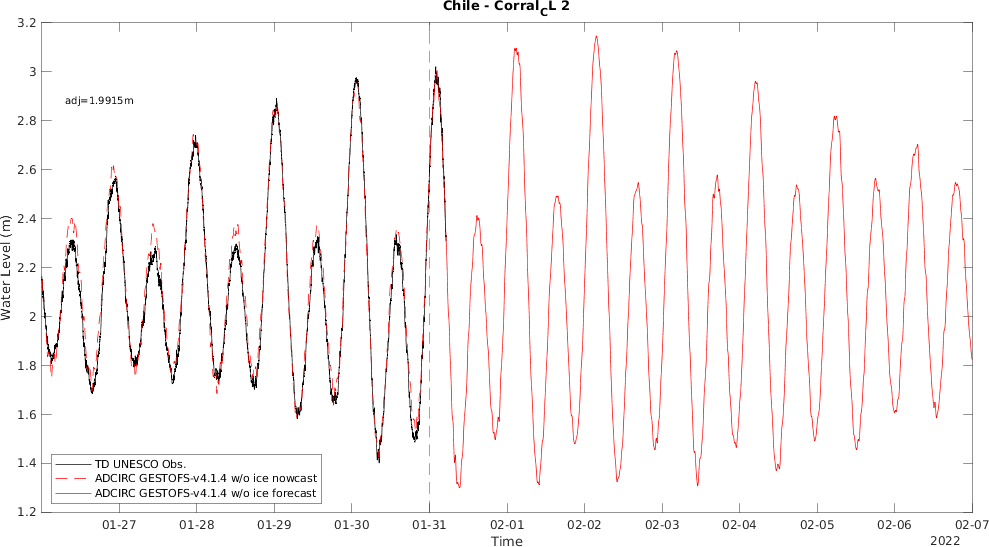 Chile - Corral_CL 2
3.2
3
2.8
2.6
2.4
2.2
2
1.8
1.6
1.4
1.2
Water Level (m)
adj=1.9915m
TD UNESCO Obs.
ADCIRC GESTOFS-v4.1.4 w/o ice nowcast
ADCIRC GESTOFS-v4.1.4 w/o ice forecast
01-27 01-28 01-29 01-30 01-31 02-01 02-02 02-03 02-04 02-05 02-06 02-07
Time
2022